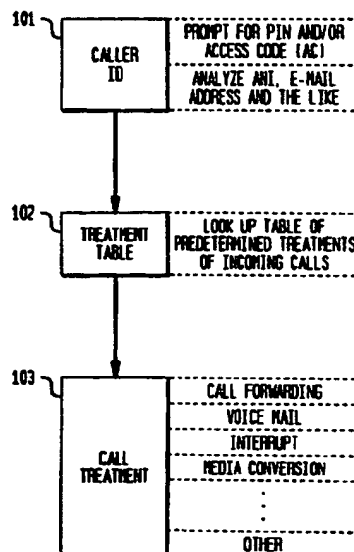 101
CALLER
ID
PROMPT FOR PIN AND/OR
ACCESS CODE (AC)
ANALYZE ANI, E-MAIL
ADDRESS AND THE LIKE
102
TREATMENT
TABLE
LOOK UP TABLE OF
PREDETERMINED TREATMENTS
OF INCOMING CALLS
103
CALL
TREATMENT
CALL FORWARDING
VOICE MAIL
INTERRUPT
MEDIA CONVERSION
OTHER